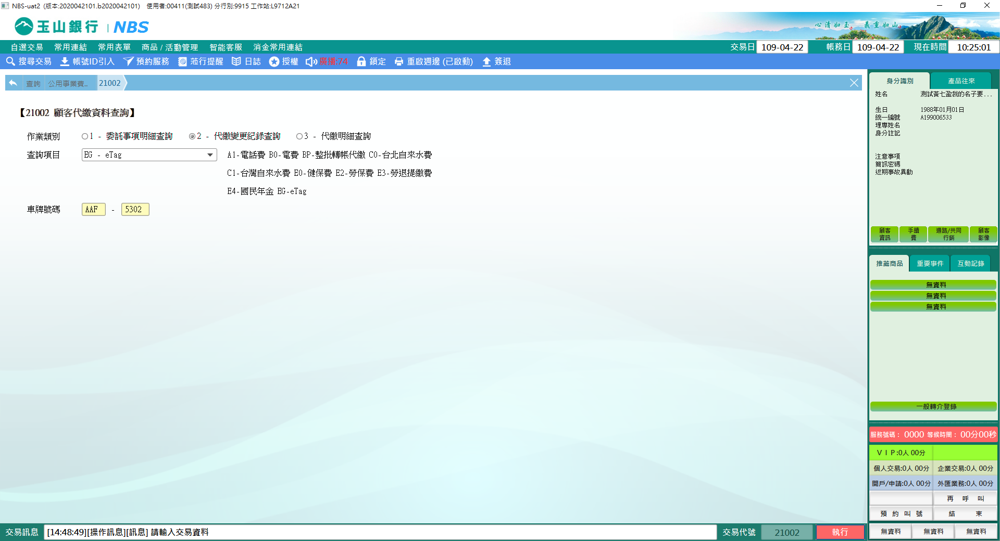 NBS-uat2 (版本:2020042101.b2020042101) 使用者:00411(測試483) 分行別:9915 工作站:L9712A21
玉山銀行 | NBS
心清如玉 義重如山
自選交易 常用連結 常用表單 商品 / 活動管理 智能客服 消金常用連結 交易日 109-04-22 帳務日 109-04-22 現在時間 10:25:01
搜尋交易 帳號ID引入 預約服務 蒞行提醒 日誌 授權 廣播:74 鎖定 重啟週邊 (已啟動) 簽退
查詢 公用事業費.. 21002
【21002 顧客代繳資料查詢】
作業類別 1 - 委託事項明細查詢 2 - 代繳變更紀錄查詢 3 - 代繳明細查詢
查詢項目 EG - eTag A1-電話費 B0-電費 BP-整批轉帳代繳 C0-台北自來水費
C1-台灣自來水費 E0-健保費 E2-勞保費 E3-勞退提繳費
E4-國民年金 EG-eTag
車牌號碼 AAF - 5302
身分識別 產品往來
姓名 測試黃七盈我的名子要...
生日 1988年01月01日
統一編號 A199006533
理專姓名
身分註記
注意事項
簡訊密碼
近期事故異動
顧客資訊 手續費 通路/共同行銷 顧客影像
推薦商品 重要事件 互動記錄
無資料
無資料
無資料
一般轉介登錄
服務號碼： 0000 等候時間： 00分00秒
ＶＩＰ:0人 00分
個人交易:0人 00分 企業交易:0人 00分
開戶/申請:0人 00分 外匯業務:0人 00分
再 呼 叫
預 約 叫 號 結 束
無資料 無資料 無資料
交易訊息 [14:48:49][操作訊息][訊息] 請輸入交易資料 交易代號 21002 執行